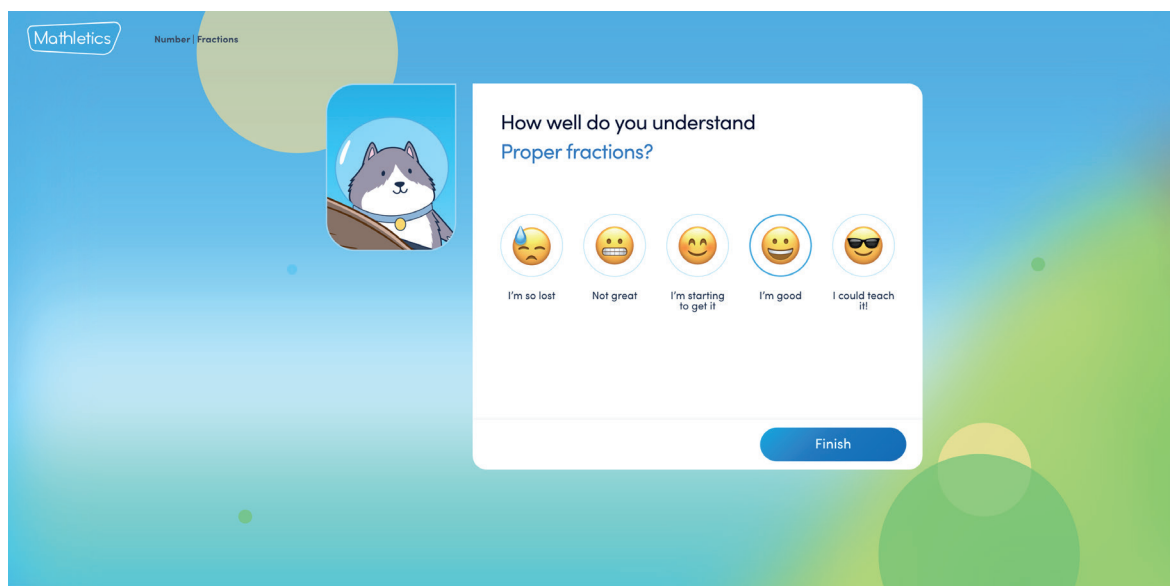 Mathletics
Number | Fractions
How well do you understand
Proper fractions?
I'm so lost
Not great
I'm starting
to get it
I'm good
I could teach
it!
Finish